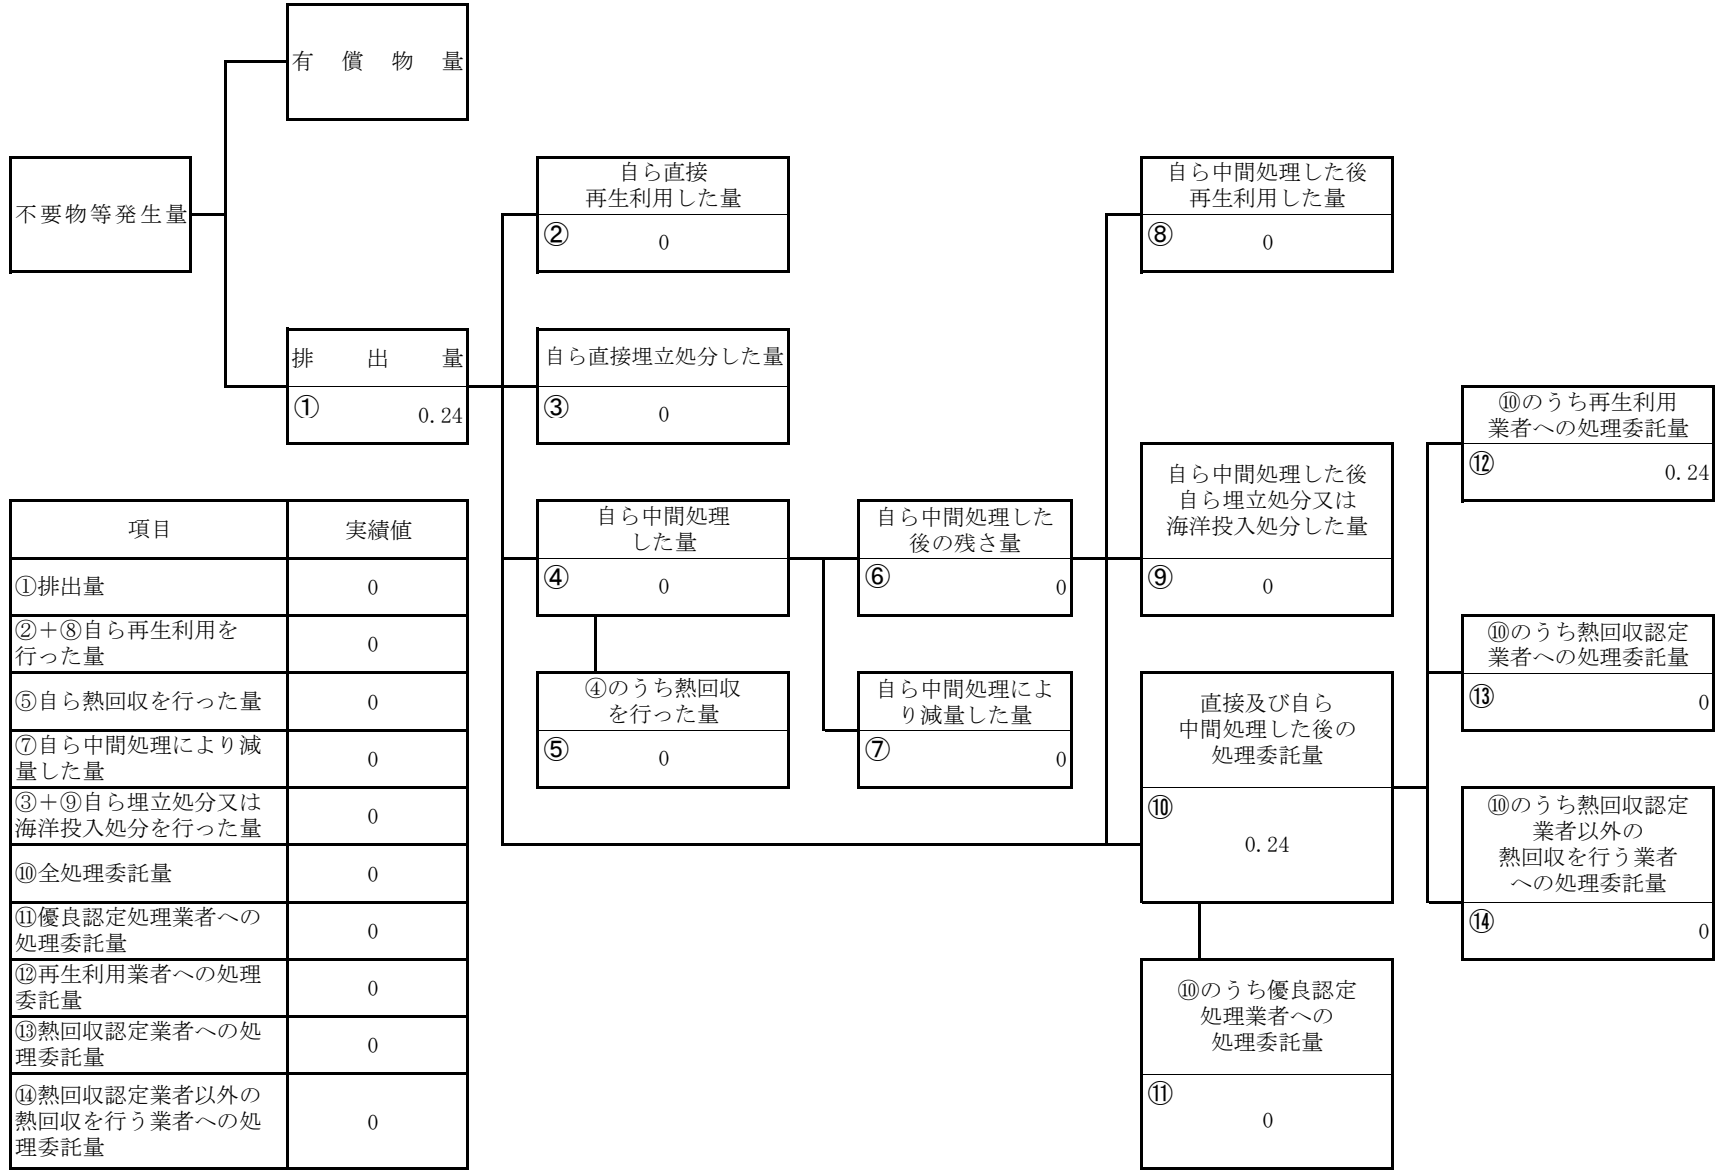 有償物量
不要物等発生量
自ら直接
再生利用した量
② 0
自ら中間処理した後
再生利用した量
⑧ 0
排出量
① 0.24
自ら直接埋立処分した量
③ 0
⑩のうち再生利用
業者への処理委託量
⑫ 0.24
自ら中間処理
した量
④ 0
自ら中間処理した
後の残さ量
⑥ 0
自ら中間処理した後
自ら埋立処分又は
海洋投入処分した量
⑨ 0
④のうち熱回収
を行った量
⑤ 0
自ら中間処理によ
り減量した量
⑦ 0
直接及び自ら
中間処理した後の
処理委託量
⑩
0.24
⑩のうち熱回収認定
業者への処理委託量
⑬ 0
⑩のうち熱回収認定
業者以外の
熱回収を行う業者
への処理委託量
⑭ 0
⑩のうち優良認定
処理業者への
処理委託量
⑪
0
項目 実績値
①排出量 0
②+⑧自ら再生利用を
行った量 0
⑤自ら熱回収を行った量 0
⑦自ら中間処理により減
量した量 0
③+⑨自ら埋立処分又は
海洋投入処分を行った量 0
⑩全処理委託量 0
⑪優良認定処理業者への
処理委託量 0
⑫再生利用業者への処理
委託量 0
⑬熱回収認定業者への処
理委託量 0
⑭熱回収認定業者以外の
熱回収を行う業者への処
理委託量 0